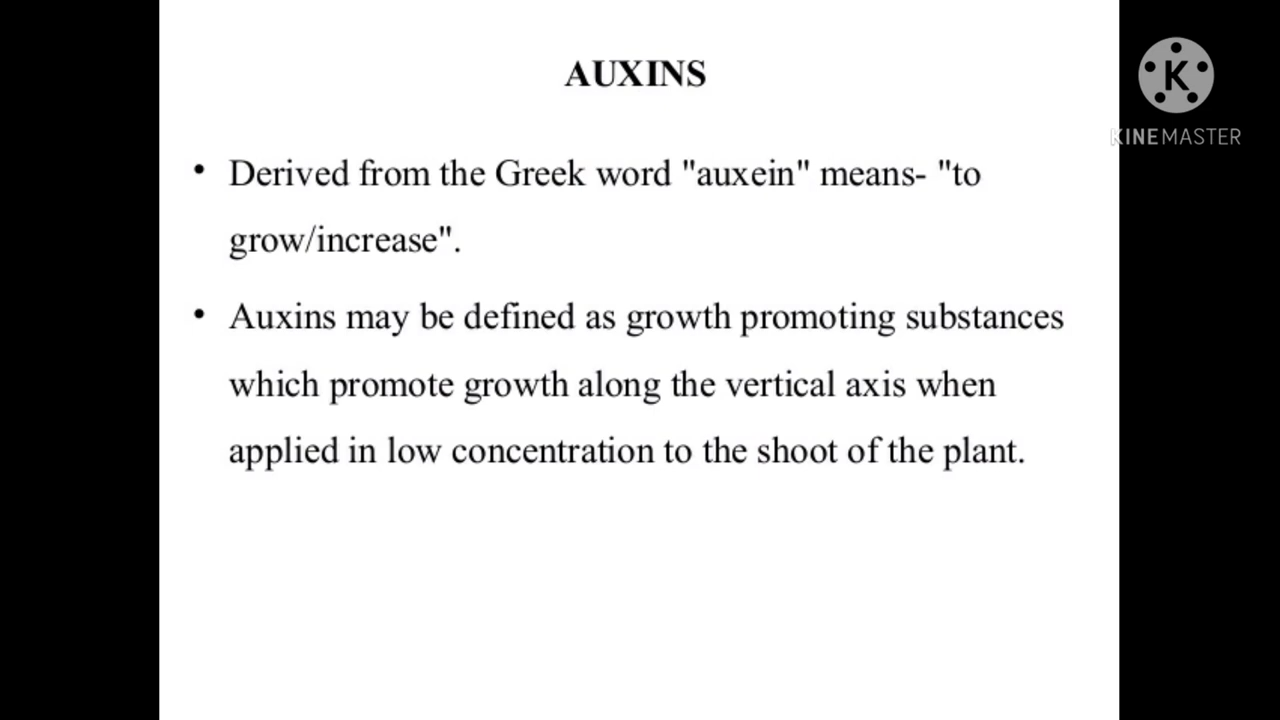 AUXINS
• Derived from the Greek word "auxein" means- "to
grow/increase".
• Auxins may be defined as growth promoting substances
which promote growth along the vertical axis when
applied in low concentration to the shoot of the plant.
K
KINEMASTER